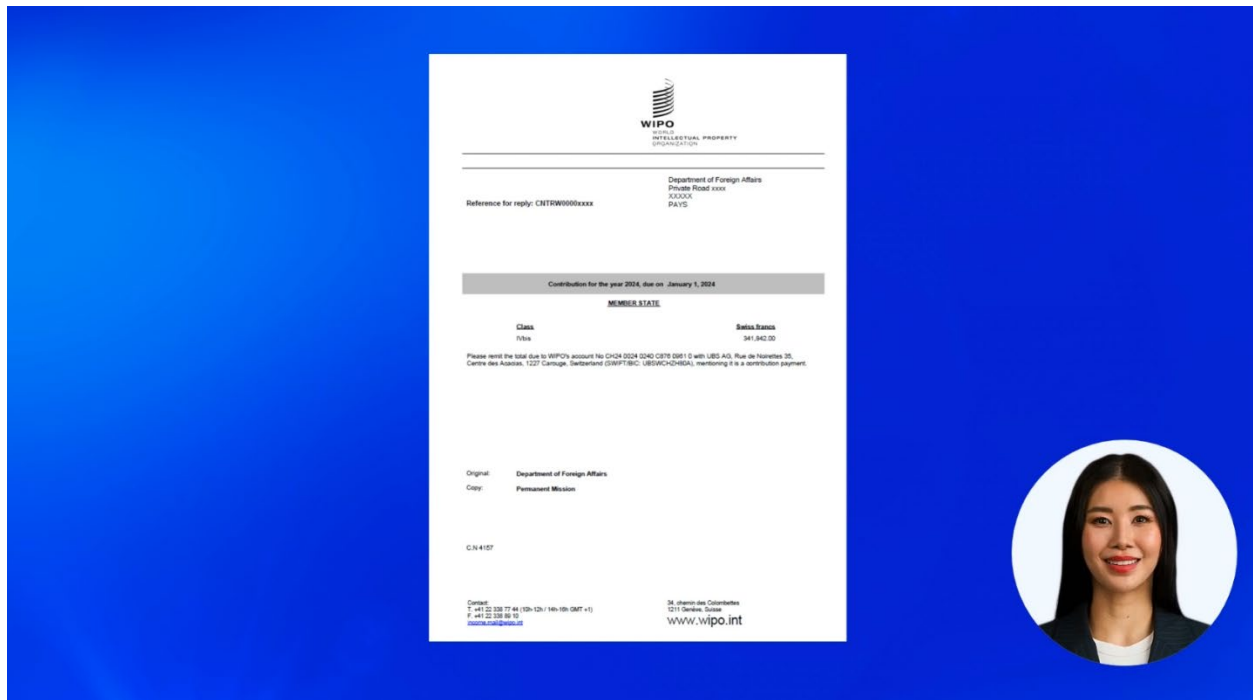 WIPO
WORLD
INTELLECTUAL PROPERTY
ORGANIZATION
Department of Foreign Affairs
Private Road xxxx
XXXXX
PAYS
Reference for reply: CNTRW0000xxxx
Contribution for the year 2024, due on January 1, 2024
MEMBER STATE
Class Swiss francs
IVbis 341,842.00
Please remit the total due to WIPO's account No CH24 0024 0240 C876 0981 0 with UBS AG, Rue de Noirettes 35,
Centre des Acacias, 1227 Carouge, Switzerland (SWIFT/BIC: UBSWCHZH80A), mentioning it is a contribution payment.
Original: Department of Foreign Affairs
Copy: Permanent Mission
C.N 4157
Contact:
T. +41 22 338 77 44 (10h-12h / 14h-16h GMT +1)
F. +41 22 338 89 10
income.mail@wipo.int
34, chemin des Colombettes
1211 Genève, Suisse
www.wipo.int